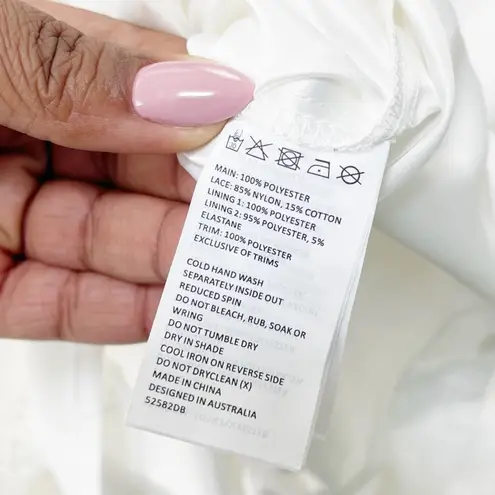 MAIN: 100% POLYESTER
LACE: 85% NYLON, 15% COTTON
LINING 1: 100% POLYESTER
LINING 2: 95% POLYESTER, 5%
ELASTANE
TRIM: 100% POLYESTER
EXCLUSIVE OF TRIMS
COLD HAND WASH
SEPARATELY INSIDE OUT
REDUCED SPIN
DO NOT BLEACH, RUB, SOAK OR
WRING
DO NOT TUMBLE DRY
DRY IN SHADE
COOL IRON ON REVERSE SIDE
DO NOT DRYCLEAN (X)
MADE IN CHINA
DESIGNED IN AUSTRALIA
52582DB